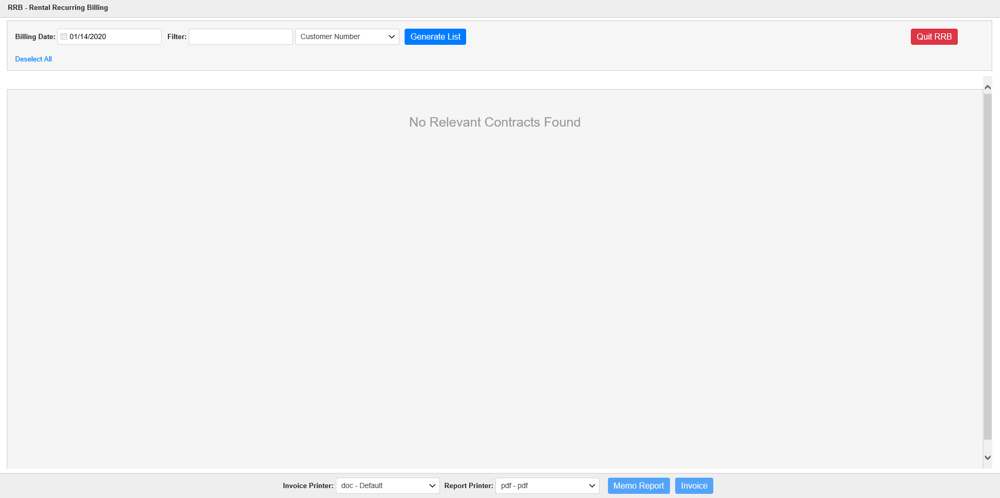 RRB - Rental Recurring Billing
Billing Date: 01/14/2020 Filter: Customer Number Generate List Quit RRB
Deselect All
No Relevant Contracts Found
Invoice Printer: doc - Default Report Printer: pdf - pdf Memo Report Invoice